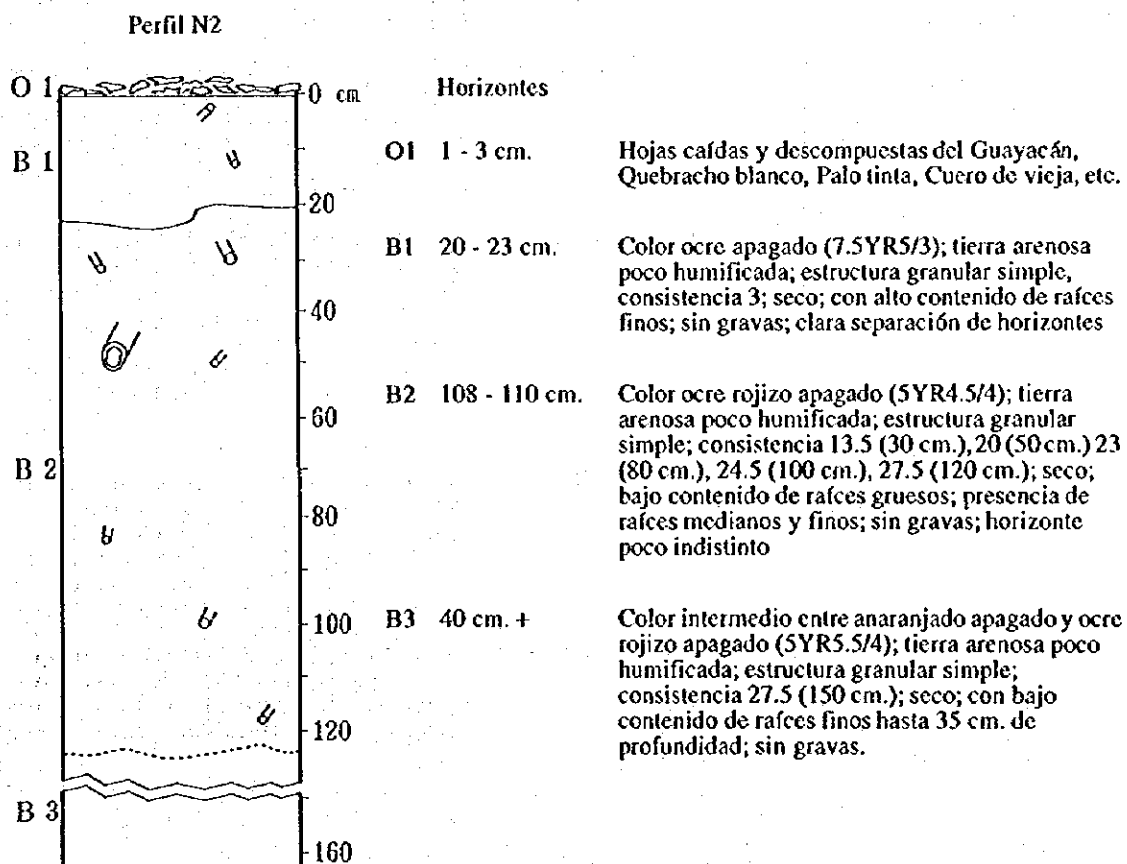 Perfil N2
O 1
B 1
B 2
B 3
0 cm
20
40
60
80
100
120
160
Horizontes
O1 1 - 3 cm. Hojas caídas y descompuestas del Guayacán,
Quebracho blanco, Palo tinta, Cuero de vieja, etc.
B1 20 - 23 cm. Color ocre apagado (7.5YR5/3); tierra arenosa
poco humificada; estructura granular simple,
consistencia 3; seco; con alto contenido de raíces
finos; sin gravas; clara separación de horizontes
B2 108 - 110 cm. Color ocre rojizo apagado (5YR4.5/4); tierra
arenosa poco humificada; estructura granular
simple; consistencia 13.5 (30 cm.), 20 (50 cm.) 23
(80 cm.), 24.5 (100 cm.), 27.5 (120 cm.); seco;
bajo contenido de raíces gruesos; presencia de
raíces medianos y finos; sin gravas; horizonte
poco indistinto
B3 40 cm. + Color intermedio entre anaranjado apagado y ocre
rojizo apagado (5YR5.5/4); tierra arenosa poco
humificada; estructura granular simple;
consistencia 27.5 (150 cm.); seco; con bajo
contenido de raíces finos hasta 35 cm. de
profundidad; sin gravas.